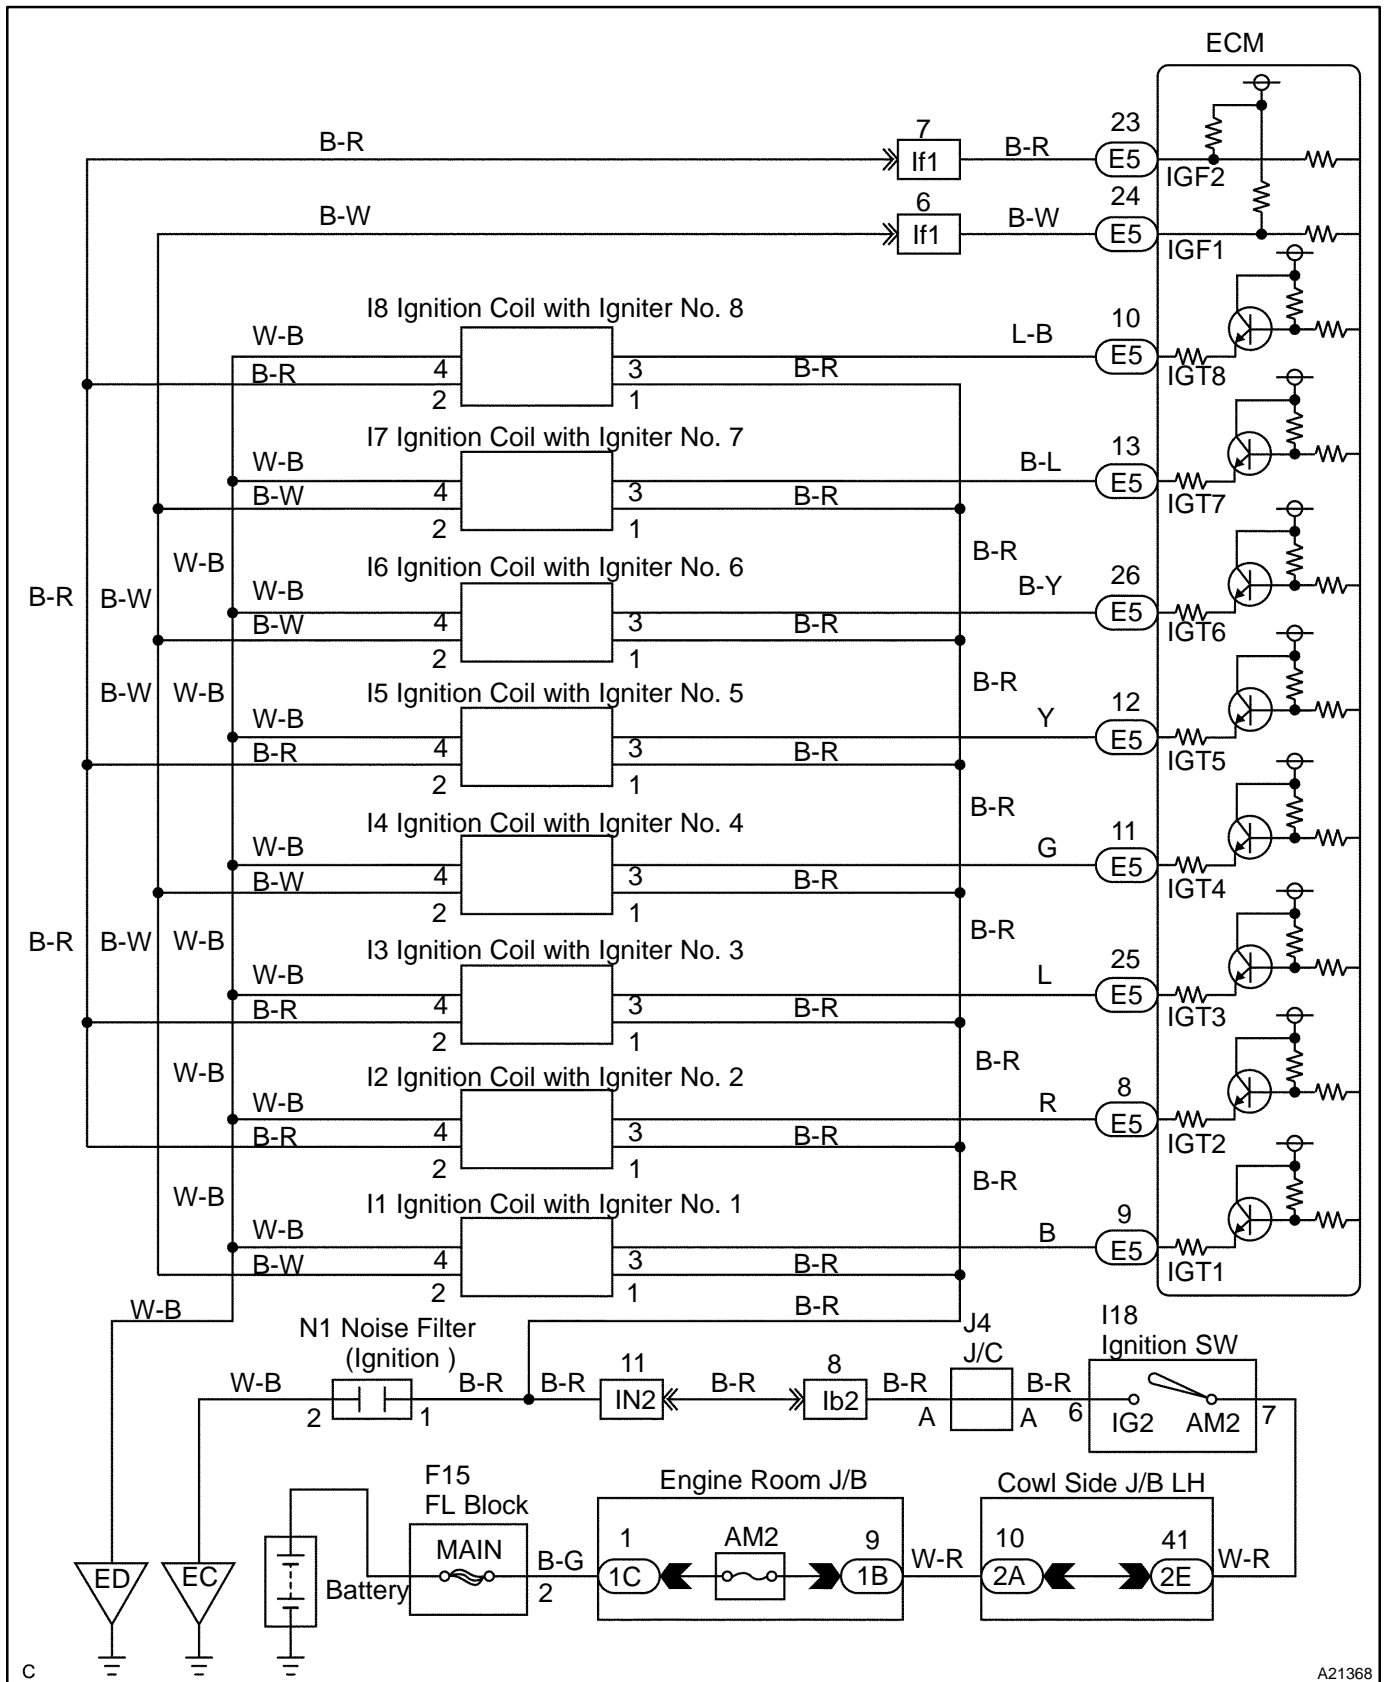 ECM
B-R
7
If1
B-R
23
E5
IGF2
B-W
6
If1
B-W
24
E5
IGF1
I8 Ignition Coil with Igniter No. 8
W-B
B-R
4
2
3
1
B-R
L-B
10
E5
IGT8
I7 Ignition Coil with Igniter No. 7
W-B
B-W
4
2
3
1
B-R
B-L
13
E5
IGT7
W-B
B-R
I6 Ignition Coil with Igniter No. 6
B-R
B-W
W-B
B-W
4
2
3
1
B-R
B-Y
26
E5
IGT6
B-W
W-B
B-R
I5 Ignition Coil with Igniter No. 5
W-B
B-R
4
2
3
1
B-R
Y
12
E5
IGT5
B-R
I4 Ignition Coil with Igniter No. 4
W-B
B-W
4
2
3
1
B-R
G
11
E5
IGT4
B-R
B-W
W-B
B-R
I3 Ignition Coil with Igniter No. 3
W-B
B-R
4
2
3
1
B-R
L
25
E5
IGT3
W-B
B-R
I2 Ignition Coil with Igniter No. 2
W-B
B-R
4
2
3
1
B-R
R
8
E5
IGT2
W-B
B-R
I1 Ignition Coil with Igniter No. 1
W-B
B-W
4
2
3
1
B-R
B
9
E5
IGT1
W-B
B-R
N1 Noise Filter
(Ignition )
W-B
2
1
B-R
B-R
11
IN2
B-R
8
Ib2
B-R
A
J4
J/C
A
B-R
6
I18
Ignition SW
IG2
AM2
7
F15
FL Block
MAIN
Battery
B-G
2
Engine Room J/B
1
1C
AM2
9
1B
W-R
Cowl Side J/B LH
10
2A
41
2E
W-R
ED
EC
C
A21368